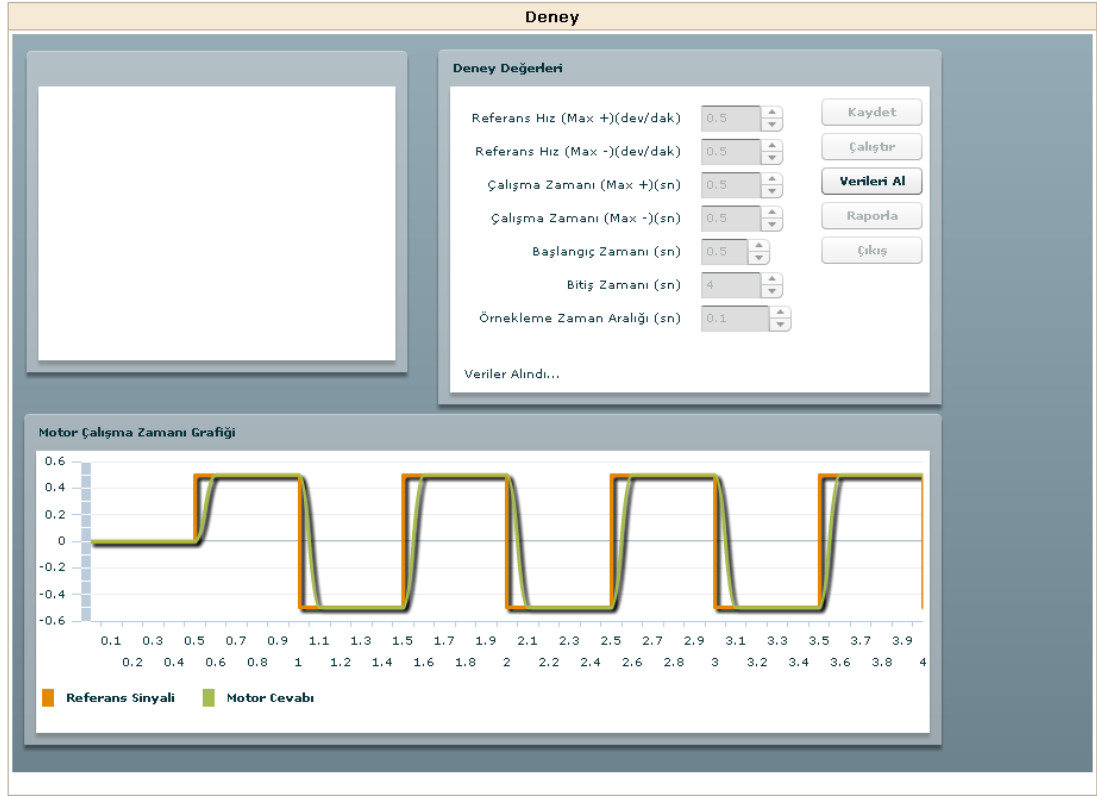 Deney
Deney Değerleri
Referans Hız (Max +)(dev/dak) 0.5 Kaydet
Referans Hız (Max -)(dev/dak) 0.5 Çalıştır
Çalışma Zamanı (Max +)(sn) 0.5 Verileri Al
Çalışma Zamanı (Max -)(sn) 0.5 Raporla
Başlangıç Zamanı (sn) 0.5 Çıkış
Bitiş Zamanı (sn) 4
Örnekleme Zaman Aralığı (sn) 0.1
Veriler Alındı...
Motor Çalışma Zamanı Grafiği
0.6
0.4
0.2
0
-0.2
-0.4
-0.6
0.1 0.3 0.5 0.7 0.9 1.1 1.3 1.5 1.7 1.9 2.1 2.3 2.5 2.7 2.9 3.1 3.3 3.5 3.7 3.9
0.2 0.4 0.6 0.8 1 1.2 1.4 1.6 1.8 2 2.2 2.4 2.6 2.8 3 3.2 3.4 3.6 3.8 4
Referans Sinyali Motor Cevabı